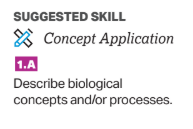 SUGGESTED SKILL
Concept Application
1.A
Describe biological
concepts and/or processes.